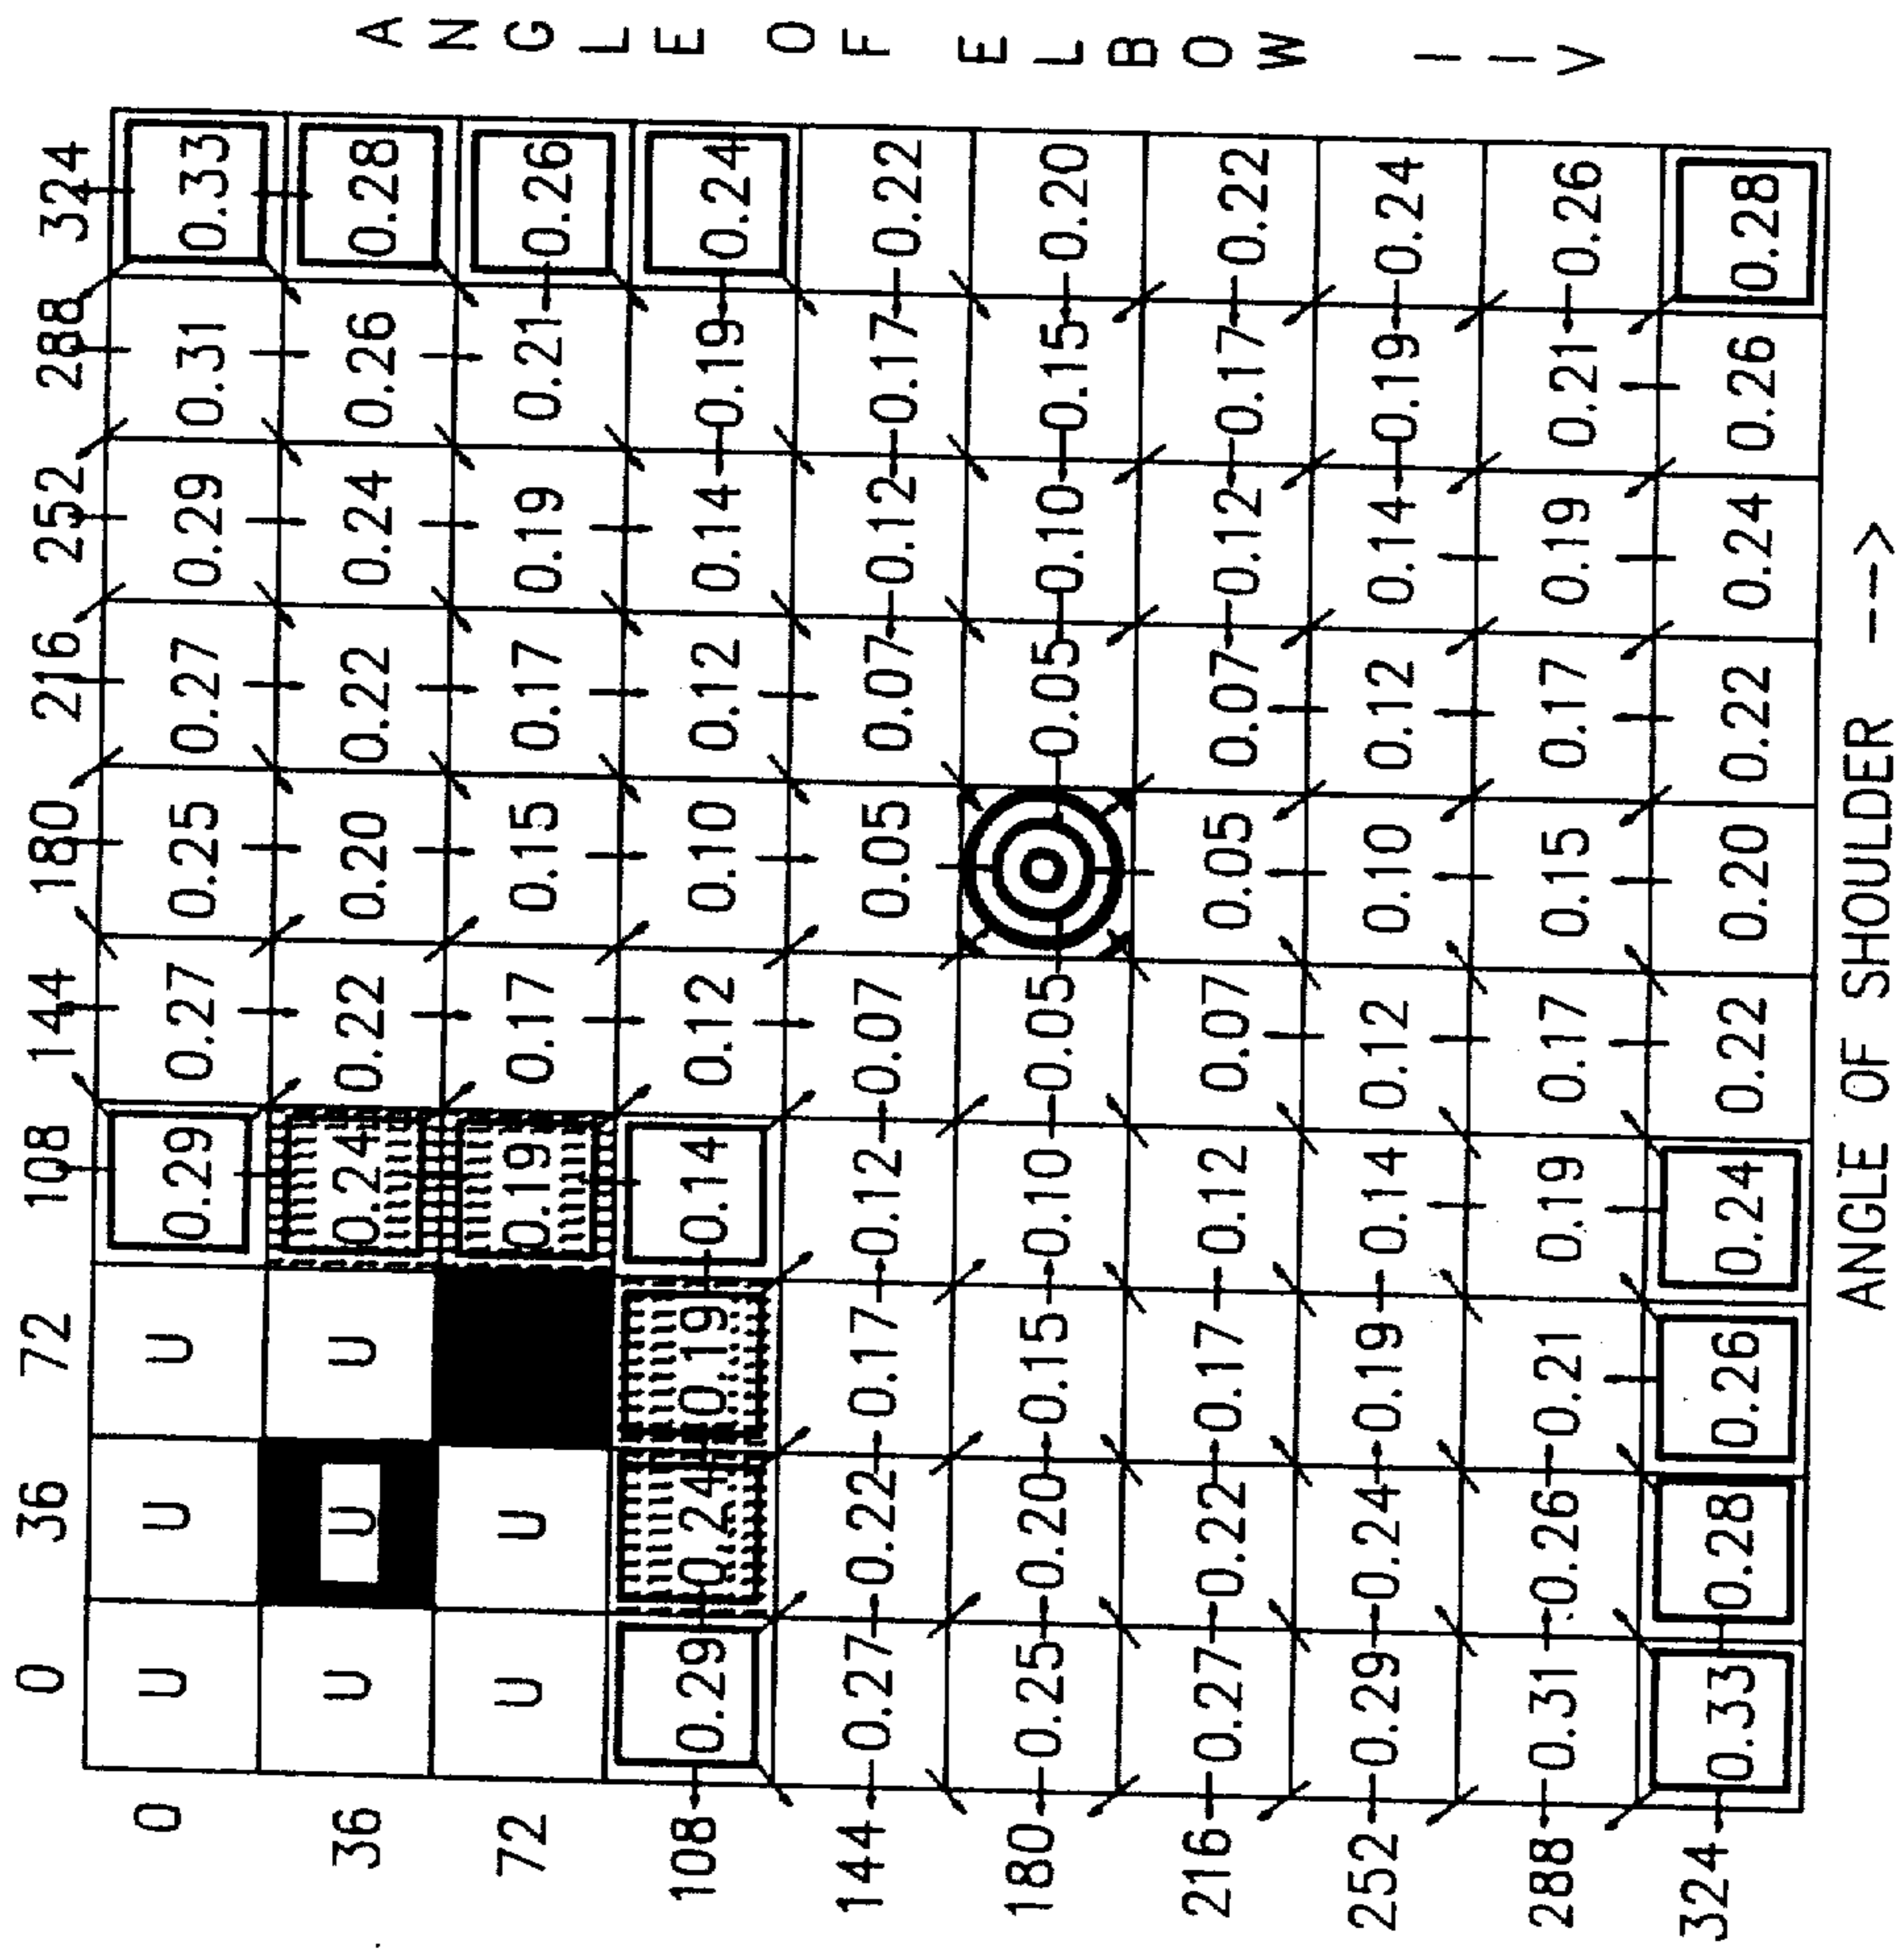 0 36 72 108 144 180 216 252 288 324
0 U U U 0.29 0.27 0.25 0.27 0.29 0.31 0.33
36 U U U 0.24 0.22 0.20 0.22 0.24 0.26 0.28
72 U U 0.19 0.17 0.15 0.17 0.19 0.21 0.26
108 0.29 0.24 0.19 0.14 0.12 0.10 0.12 0.14 0.19 0.24
144 0.27 0.22 0.17 0.12 0.07 0.05 0.07 0.12 0.17 0.22
180 0.25 0.20 0.15 0.10 0.05 0.05 0.10 0.15 0.20
216 0.27 0.22 0.17 0.12 0.07 0.05 0.07 0.12 0.17 0.22
252 0.29 0.24 0.19 0.14 0.12 0.10 0.12 0.14 0.19 0.24
288 0.31 0.26 0.21 0.19 0.17 0.15 0.17 0.19 0.21 0.26
324 0.33 0.28 0.26 0.24 0.22 0.20 0.22 0.24 0.26 0.28
ANGLE OF SHOULDER --->
ANGLE OF ELBOW | | V